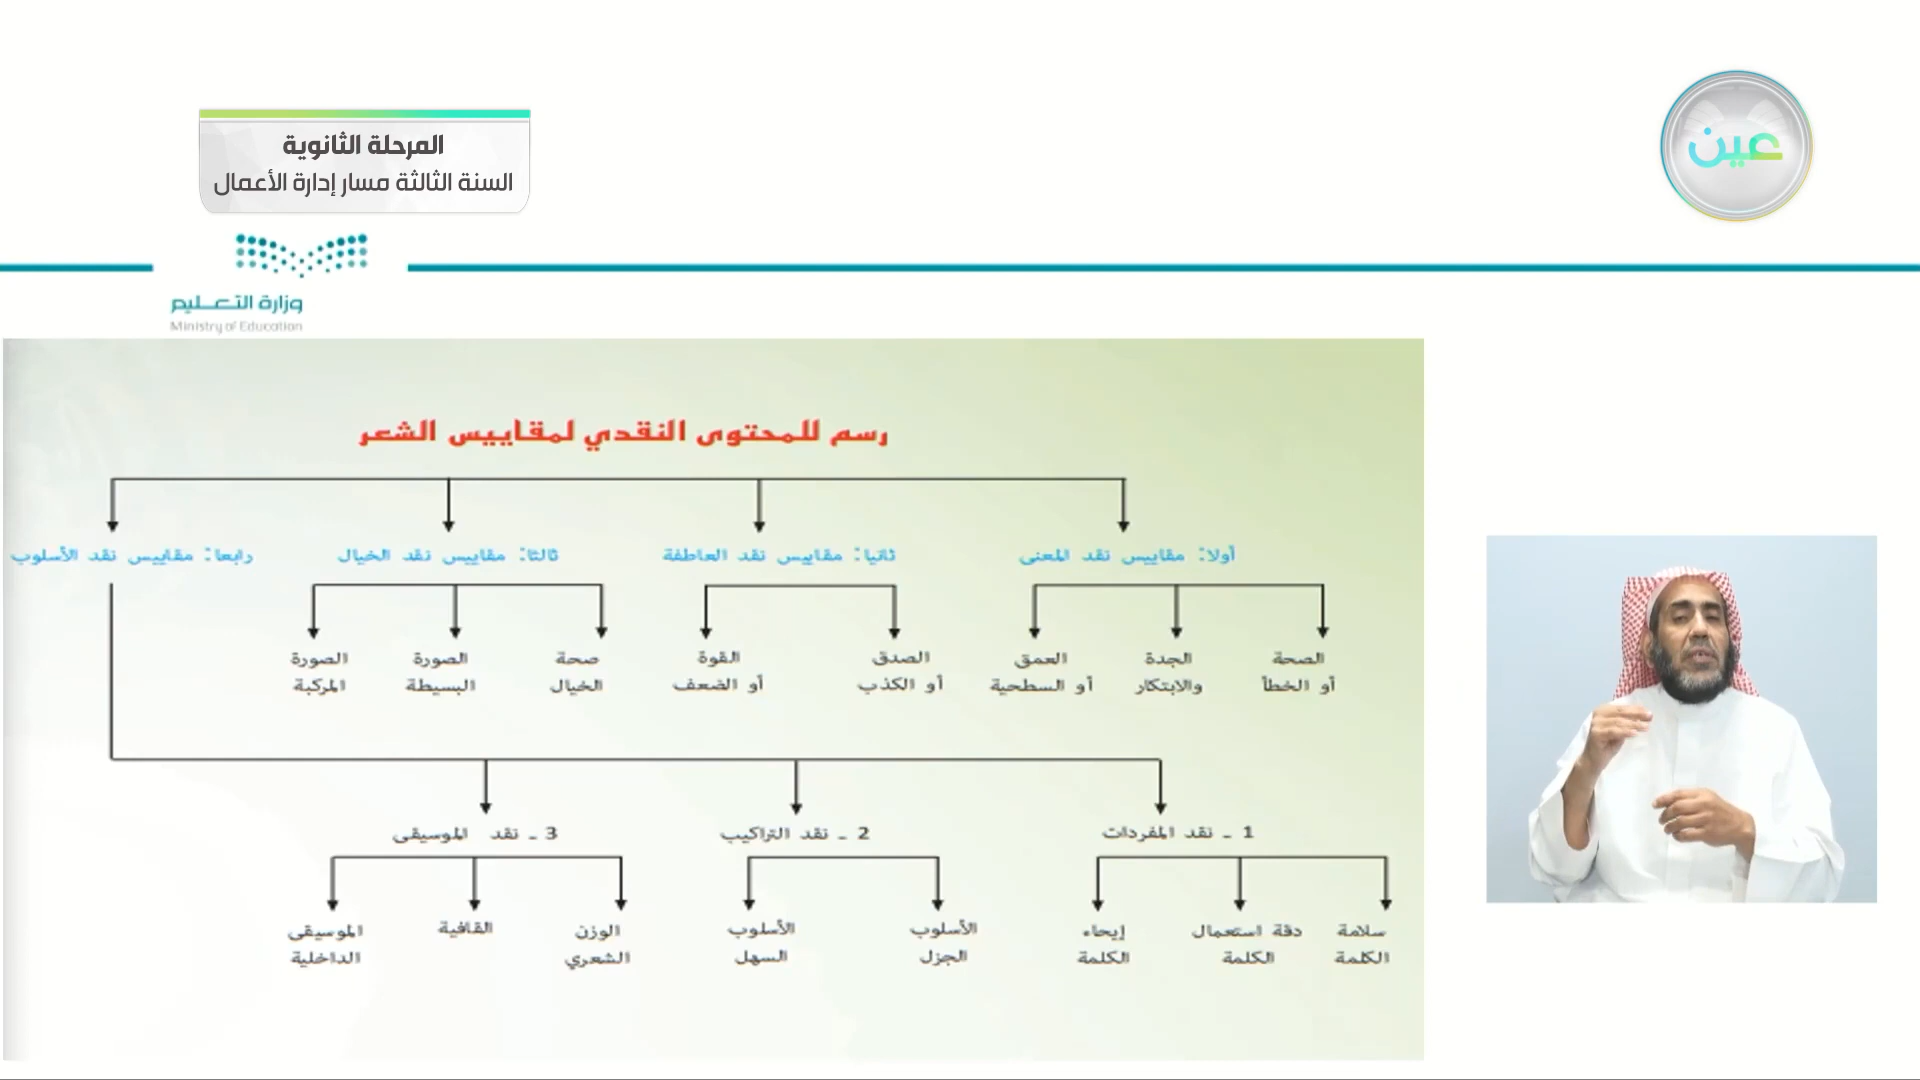 المرحلة الثانوية
السنة الثالثة مسار إدارة الأعمال
عين
وزارة التعليم
Ministry of Education
رسم للمحتوى النقدي لمقاييس الشعر
أولا: مقاييس نقد المعنى
ثانيا: مقاييس نقد العاطفة
ثالثا: مقاييس نقد الخيال
رابعا: مقاييس نقد الأسلوب
الصحة
أو الخطأ
الجدة
والابتكار
العمق
أو السطحية
الصدق
أو الكذب
القوة
أو الضعف
صحة
الخيال
الصورة
البسيطة
الصورة
المركبة
1 ـ نقد المفردات
2 ـ نقد التراكيب
3 ـ نقد الموسيقى
سلامة
الكلمة
دقة استعمال
الكلمة
إيحاء
الكلمة
الأسلوب
الجزل
الأسلوب
السهل
الوزن
الشعري
القافية
الموسيقى
الداخلية